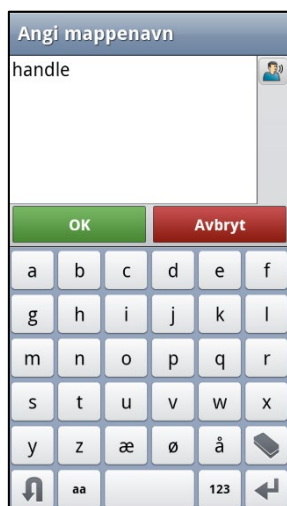 Angi mappenavn
handle
OK Avbryt
a b c d e f
g h i j k l
m n o p q r
s t u v w x
y z æ ø å
aa 123